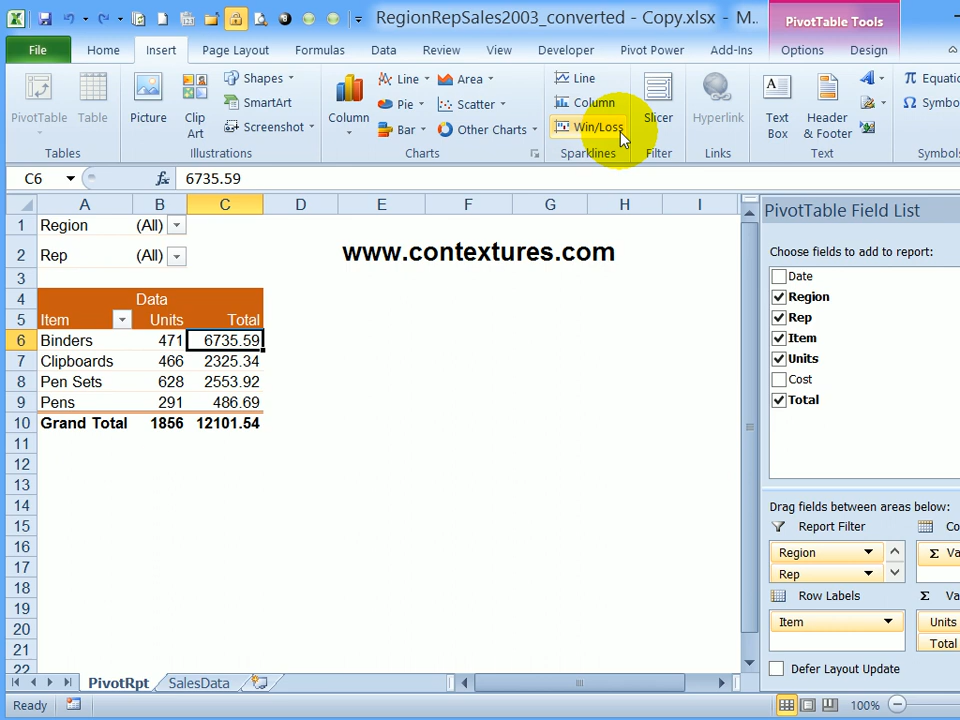 RegionRepSales2003_converted - Copy.xlsx - M...
PivotTable Tools
File Home Insert Page Layout Formulas Data Review View Developer Pivot Power Add-Ins Options Design
PivotTable
Table
Tables
Picture
Clip Art
Shapes
SmartArt
Screenshot
Illustrations
Column
Line
Pie
Bar
Area
Scatter
Other Charts
Charts
Line
Column
Win/Loss
Sparklines
Slicer
Filter
Hyperlink
Links
Text Box
Header & Footer
Text
Equatic
Symbo
Symbols
C6 fx 6735.59
A B C D E F G H I
1 Region (All)
2 Rep (All)
www.contextures.com
3
4 Data
5 Item Units Total
6 Binders 471 6735.59
7 Clipboards 466 2325.34
8 Pen Sets 628 2553.92
9 Pens 291 486.69
10 Grand Total 1856 12101.54
11
12
13
14
15
16
17
18
19
20
21
22
PivotTable Field List
Choose fields to add to report:
Date
Region
Rep
Item
Units
Cost
Total
Drag fields between areas below:
Report Filter Co
Region Σ Va
Rep
Row Labels Σ Va
Item Units
Total
Defer Layout Update
PivotRpt SalesData
Ready 100%